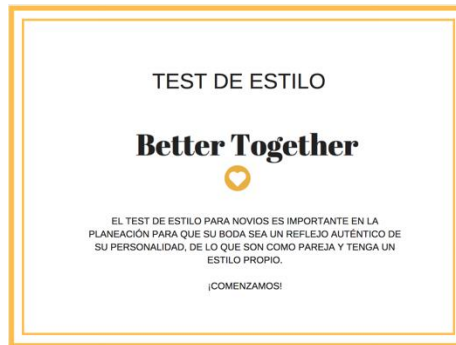 TEST DE ESTILO
Better Together
EL TEST DE ESTILO PARA NOVIOS ES IMPORTANTE EN LA
PLANEACIÓN PARA QUE SU BODA SEA UN REFLEJO AUTÉNTICO DE
SU PERSONALIDAD, DE LO QUE SON COMO PAREJA Y TENGA UN
ESTILO PROPIO.
¡COMENZAMOS!